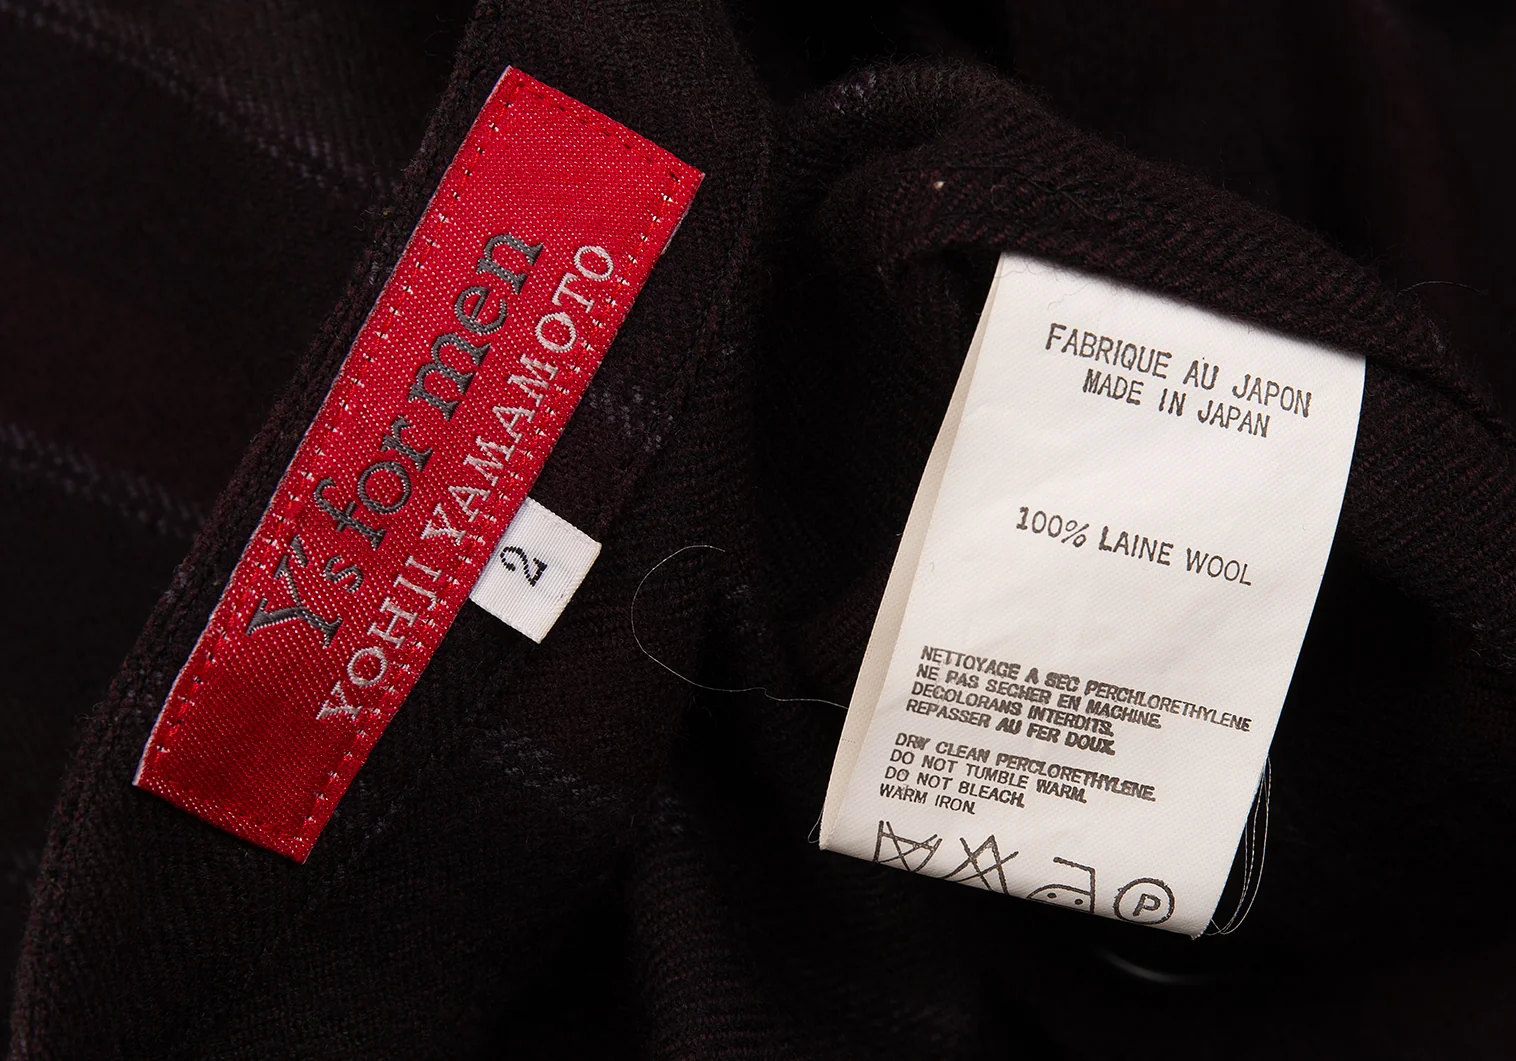 Y's for men
YOHJI YAMAMOTO
2
FABRIQUE AU JAPON
MADE IN JAPAN
100% LAINE WOOL
NETTOYAGE A SEC PERCHLORETHYLENE
NE PAS SECHER EN MACHINE.
DECOLORANS INTERDITS.
REPASSER AU FER DOUX.
DRY CLEAN PERCLORETHYLENE.
DO NOT TUMBLE WARM.
DO NOT BLEACH.
WARM IRON.
P